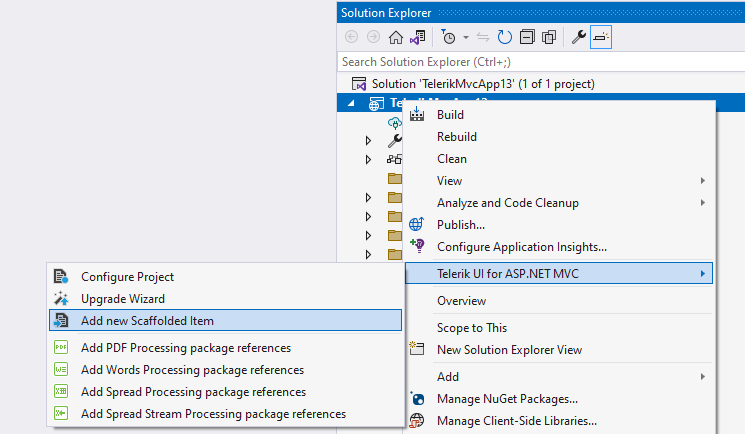 Solution Explorer
Search Solution Explorer (Ctrl+;)
Solution 'TelerikMvcApp13' (1 of 1 project)
Build
Rebuild
Clean
View
Analyze and Code Cleanup
Publish...
Configure Application Insights...
Telerik UI for ASP.NET MVC
Overview
Scope to This
New Solution Explorer View
Add
Manage NuGet Packages...
Manage Client-Side Libraries...
Configure Project
Upgrade Wizard
Add new Scaffolded Item
PDF Add PDF Processing package references
Add Words Processing package references
Add Spread Processing package references
Add Spread Stream Processing package references